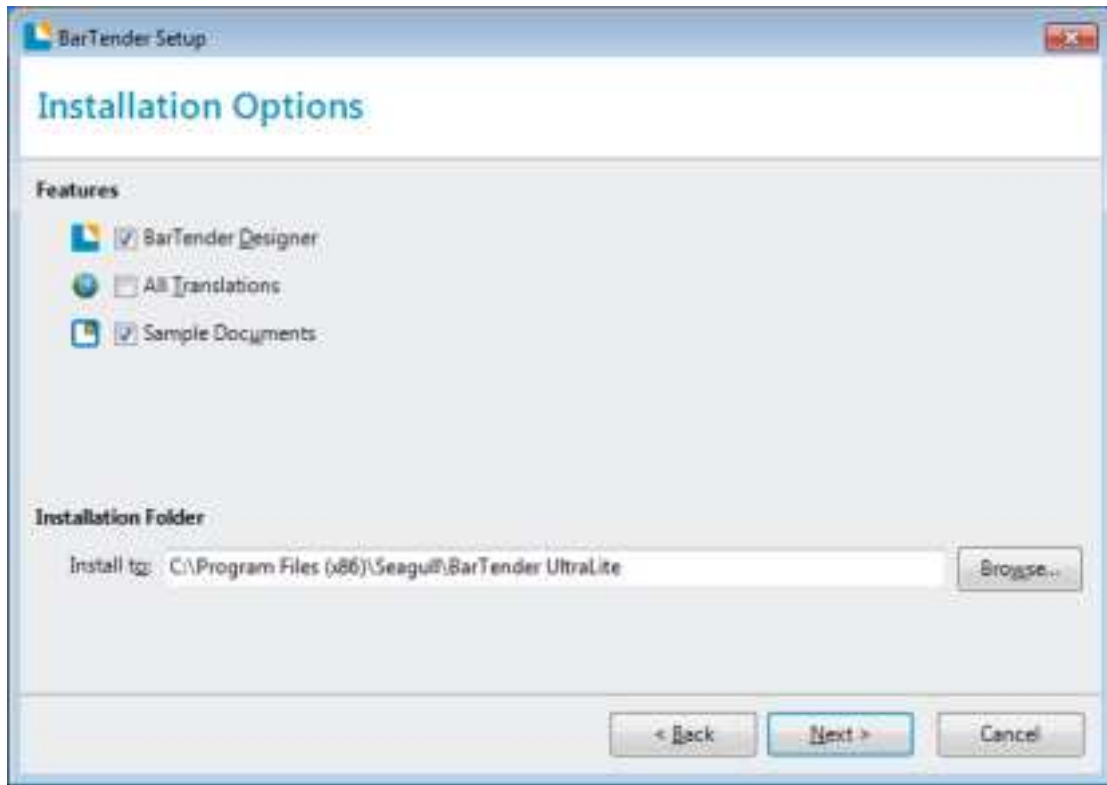 BarTender Setup
Installation Options
Features
BarTender Designer
All Translations
Sample Documents
Installation Folder
Install to: C:\Program Files (x86)\Seagull\BarTender UltraLite Browse...
< Back Next > Cancel